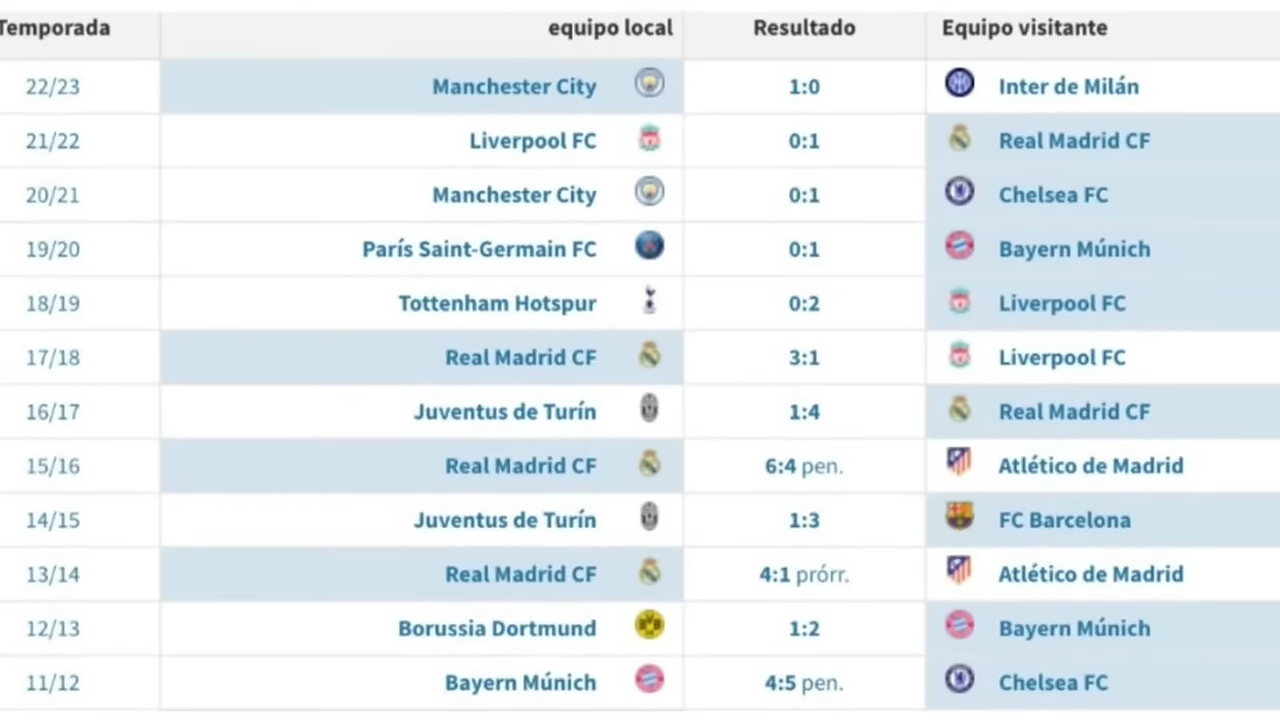 Temporada equipo local Resultado Equipo visitante
22/23 Manchester City 1:0 Inter de Milán
21/22 Liverpool FC 0:1 Real Madrid CF
20/21 Manchester City 0:1 Chelsea FC
19/20 París Saint-Germain FC 0:1 Bayern Múnich
18/19 Tottenham Hotspur 0:2 Liverpool FC
17/18 Real Madrid CF 3:1 Liverpool FC
16/17 Juventus de Turín 1:4 Real Madrid CF
15/16 Real Madrid CF 6:4 pen. Atlético de Madrid
14/15 Juventus de Turín 1:3 FC Barcelona
13/14 Real Madrid CF 4:1 prórr. Atlético de Madrid
12/13 Borussia Dortmund 1:2 Bayern Múnich
11/12 Bayern Múnich 4:5 pen. Chelsea FC